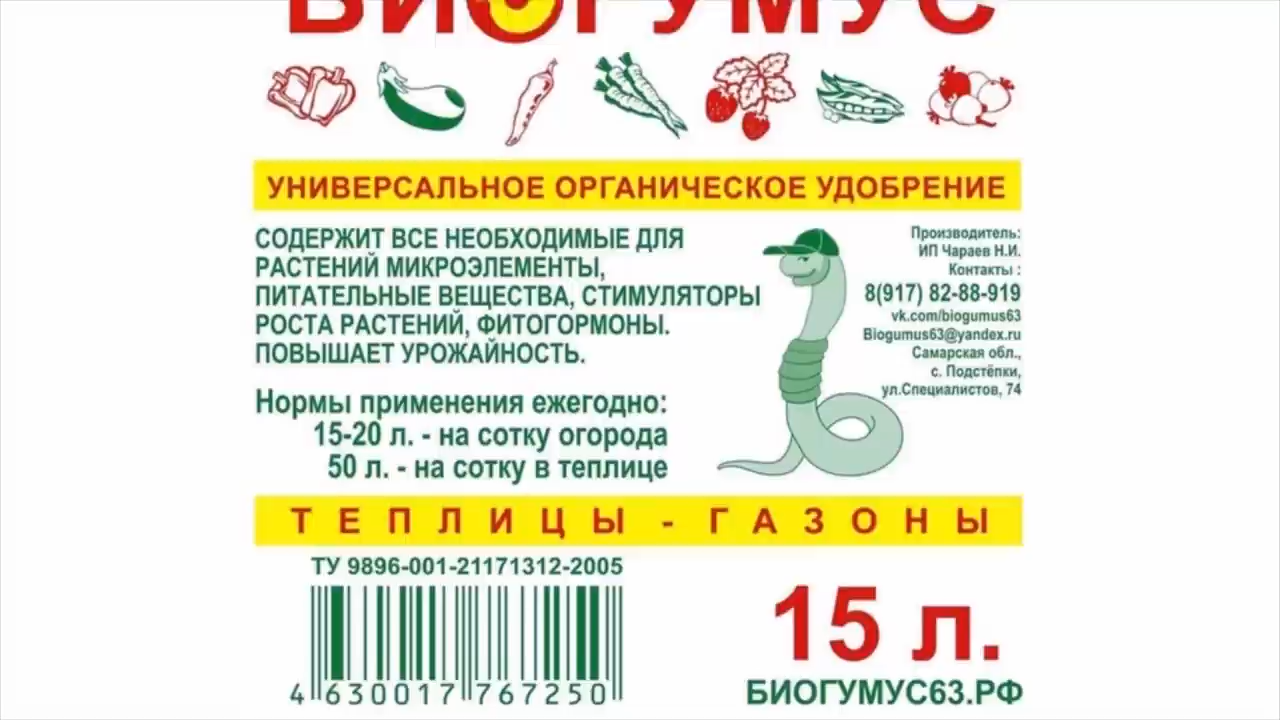 БИОГУМУС
УНИВЕРСАЛЬНОЕ ОРГАНИЧЕСКОЕ УДОБРЕНИЕ
СОДЕРЖИТ ВСЕ НЕОБХОДИМЫЕ ДЛЯ
РАСТЕНИЙ МИКРОЭЛЕМЕНТЫ,
ПИТАТЕЛЬНЫЕ ВЕЩЕСТВА, СТИМУЛЯТОРЫ
РОСТА РАСТЕНИЙ, ФИТОГОРМОНЫ.
ПОВЫШАЕТ УРОЖАЙНОСТЬ.
Нормы применения ежегодно:
15-20 л. - на сотку огорода
50 л. - на сотку в теплице
Производитель:
ИП Чараев Н.И.
Контакты :
8(917) 82-88-919
vk.com/biogumus63
Biogumus63@yandex.ru
Самарская обл.,
с. Подстёпки,
ул.Специалистов, 74
ТЕПЛИЦЫ - ГАЗОНЫ
ТУ 9896-001-21171312-2005
4 630017 767250
15 л.
БИОГУМУС63.РФ